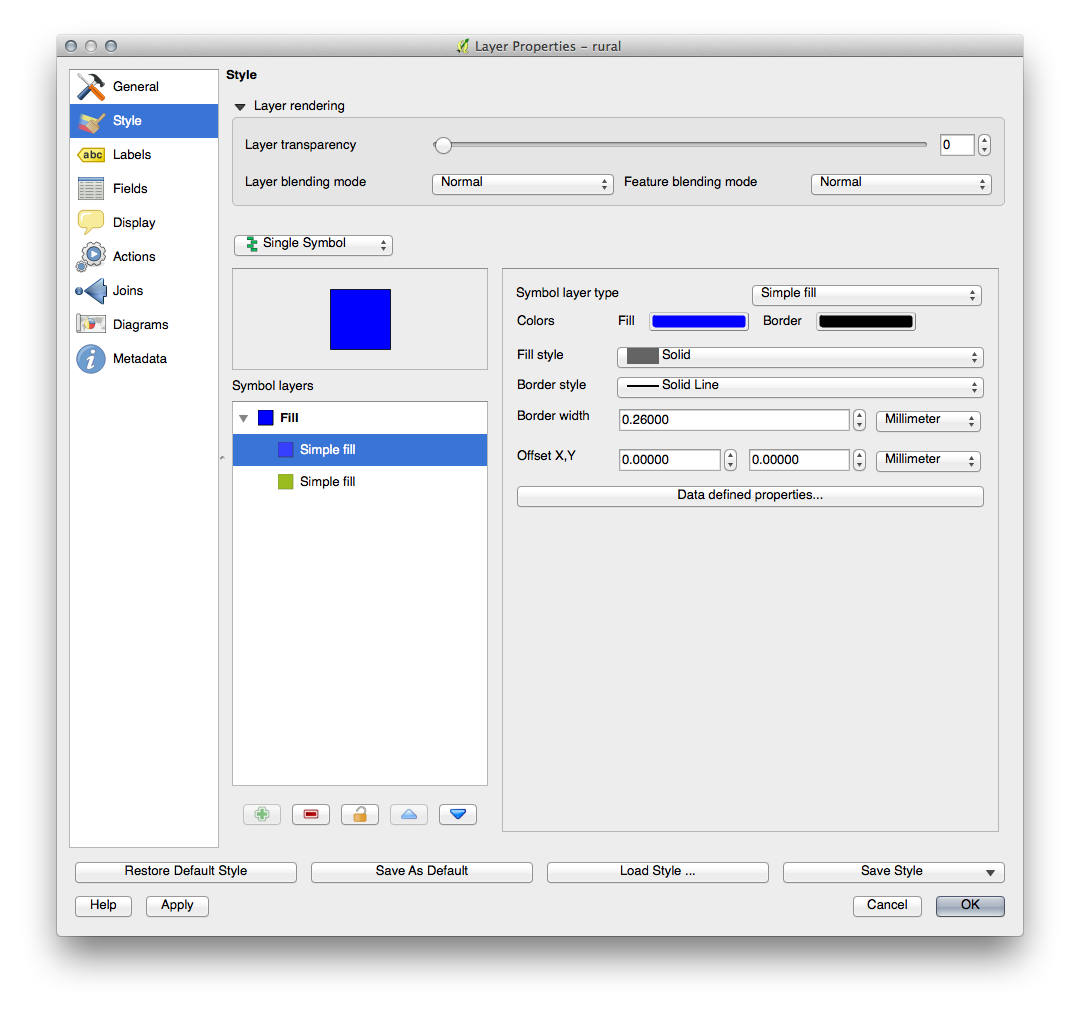 Layer Properties – rural
General
Style
Labels
Fields
Display
Actions
Joins
Diagrams
Metadata
Style
Layer rendering
Layer transparency 0
Layer blending mode Normal Feature blending mode Normal
Single Symbol
Symbol layers
Fill
Simple fill
Simple fill
Symbol layer type Simple fill
Colors Fill Border
Fill style Solid
Border style Solid Line
Border width 0.26000 Millimeter
Offset X,Y 0.00000 0.00000 Millimeter
Data defined properties...
Restore Default Style Save As Default Load Style ... Save Style
Help Apply Cancel OK
abc